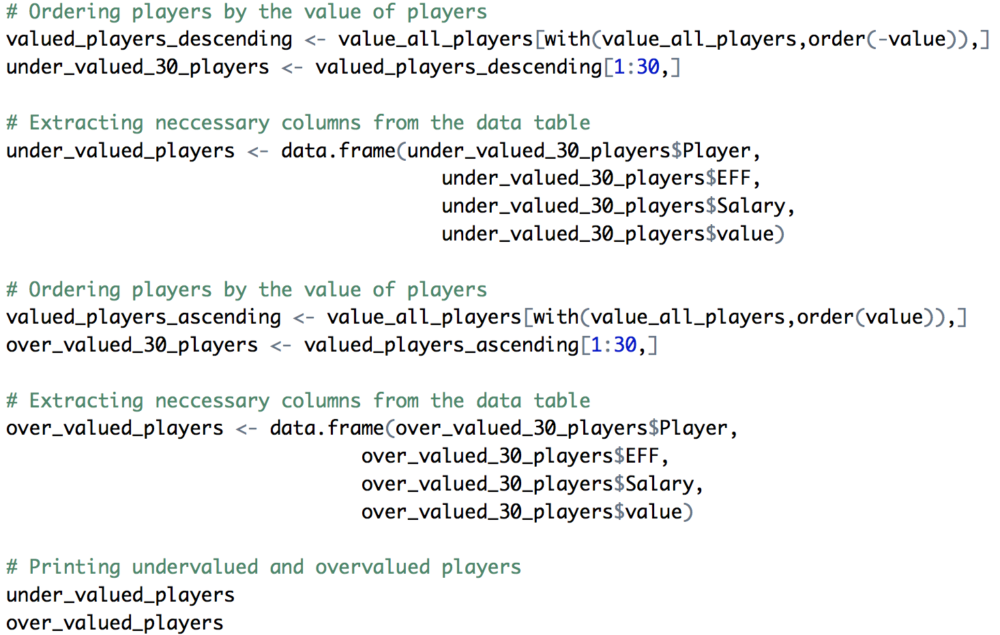 # Ordering players by the value of players
valued_players_descending <- value_all_players[with(value_all_players,order(-value)),]
under_valued_30_players <- valued_players_descending[1:30,]
# Extracting neccessary columns from the data table
under_valued_players <- data.frame(under_valued_30_players$Player,
under_valued_30_players$EFF,
under_valued_30_players$Salary,
under_valued_30_players$value)
# Ordering players by the value of players
valued_players_ascending <- value_all_players[with(value_all_players,order(value)),]
over_valued_30_players <- valued_players_ascending[1:30,]
# Extracting neccessary columns from the data table
over_valued_players <- data.frame(over_valued_30_players$Player,
over_valued_30_players$EFF,
over_valued_30_players$Salary,
over_valued_30_players$value)
# Printing undervalued and overvalued players
under_valued_players
over_valued_players